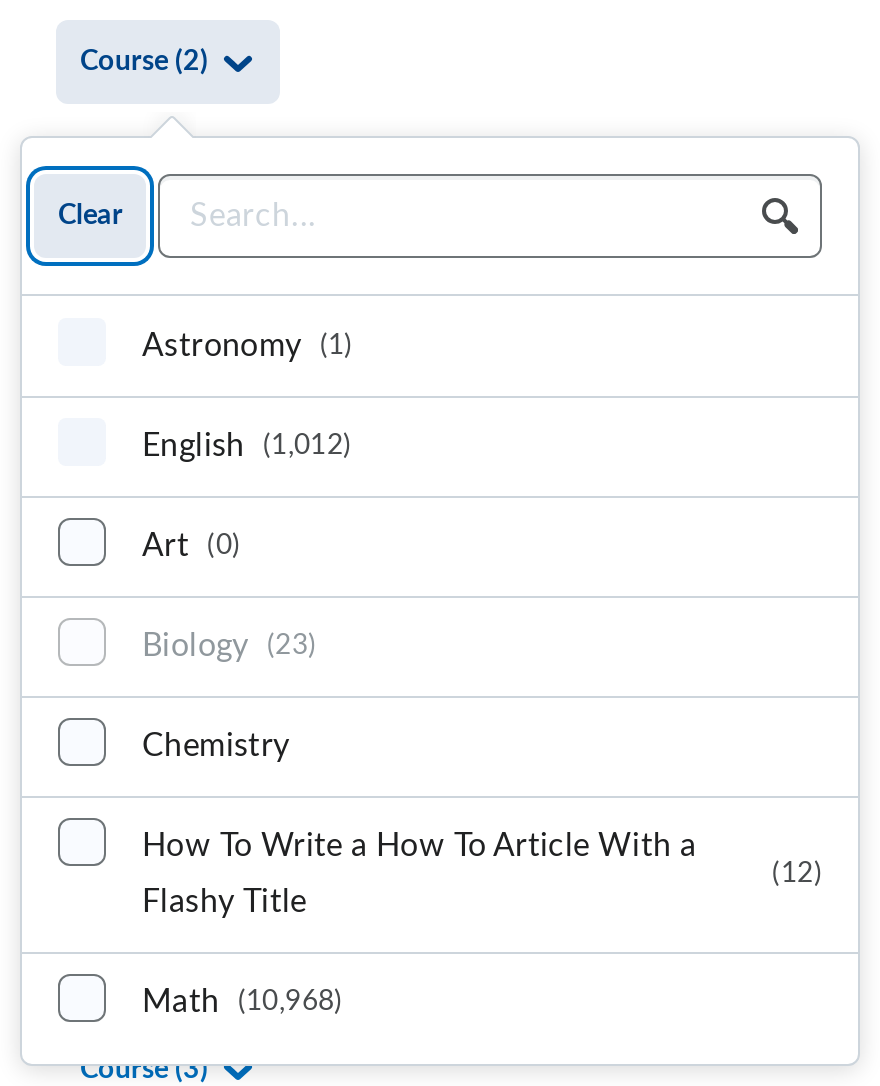 Course (2)
Clear
Search...
Astronomy (1)
English (1,012)
Art (0)
Biology (23)
Chemistry
How To Write a How To Article With a
Flashy Title
(12)
Math (10,968)
Course (3)